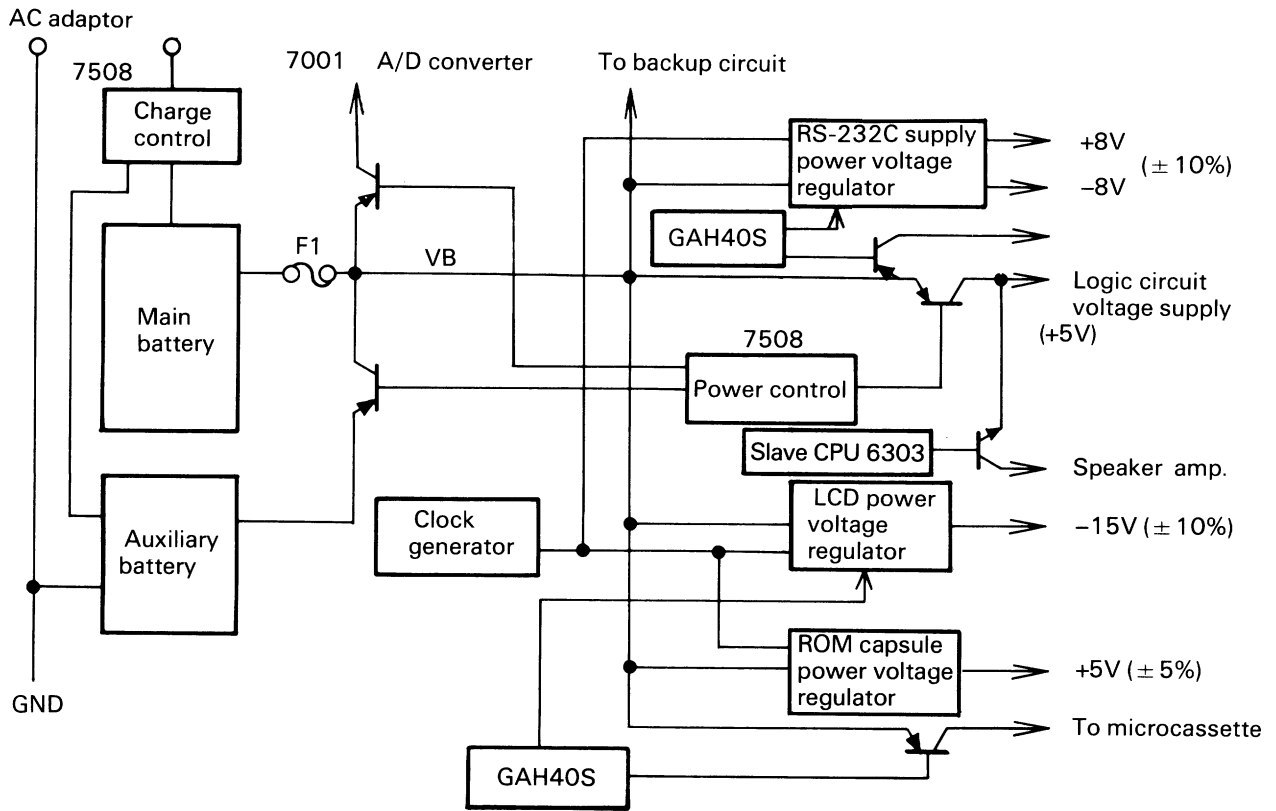 AC adaptor
7508
Charge
control
7001 A/D converter
To backup circuit
RS-232C supply
power voltage
regulator
+8V
(± 10%)
−8V
GAH40S
F1
VB
Main
battery
Logic circuit
voltage supply
(+5V)
7508
Power control
Slave CPU 6303
Speaker amp.
Auxiliary
battery
Clock
generator
LCD power
voltage
regulator
−15V (± 10%)
ROM capsule
power voltage
regulator
+5V (± 5%)
GND
To microcassette
GAH40S